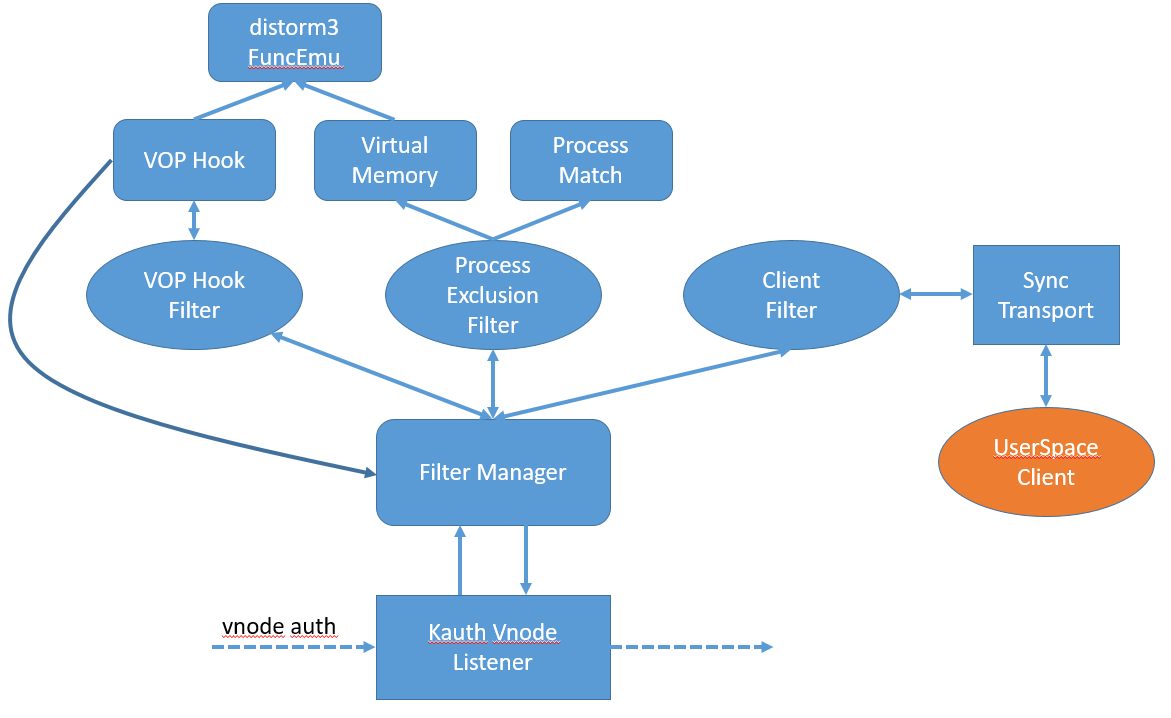 distorm3
FuncEmu
VOP Hook
Virtual
Memory
Process
Match
VOP Hook
Filter
Process
Exclusion
Filter
Client
Filter
Sync
Transport
UserSpace
Client
Filter Manager
vnode auth
Kauth Vnode
Listener